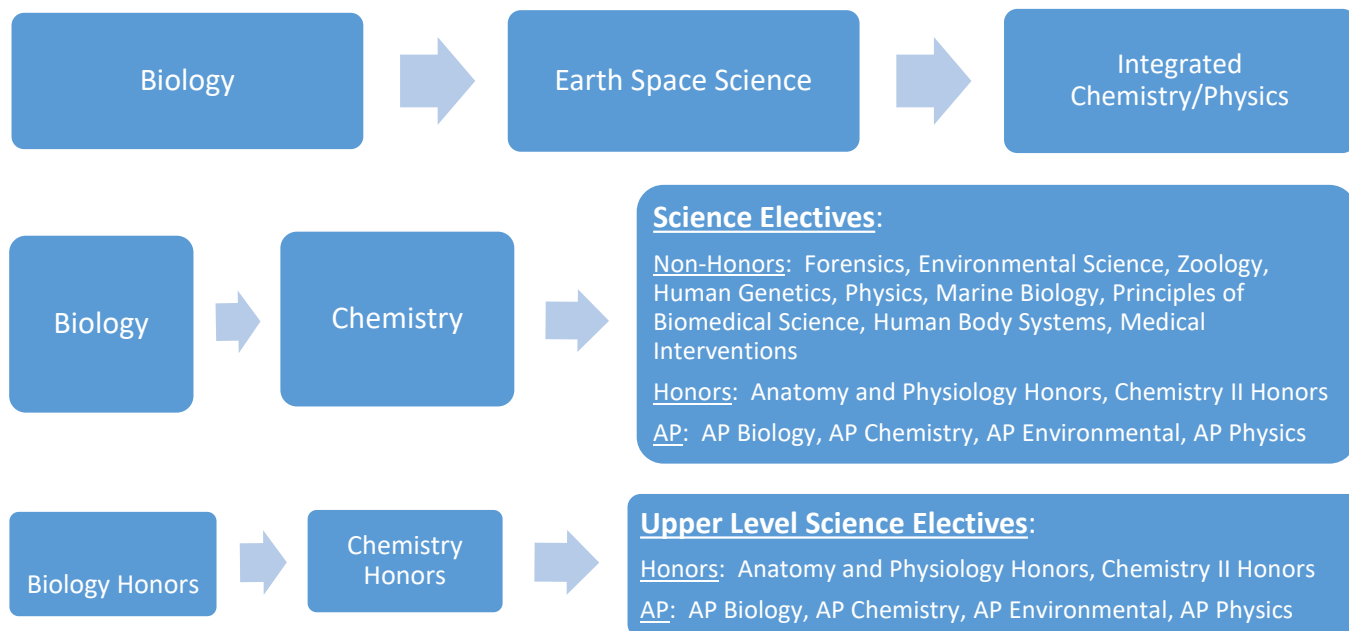 Biology
Earth Space Science
Integrated
Chemistry/Physics
Biology
Chemistry
Science Electives:
Non-Honors: Forensics, Environmental Science, Zoology,
Human Genetics, Physics, Marine Biology, Principles of
Biomedical Science, Human Body Systems, Medical
Interventions
Honors: Anatomy and Physiology Honors, Chemistry II Honors
AP: AP Biology, AP Chemistry, AP Environmental, AP Physics
Biology Honors
Chemistry
Honors
Upper Level Science Electives:
Honors: Anatomy and Physiology Honors, Chemistry II Honors
AP: AP Biology, AP Chemistry, AP Environmental, AP Physics